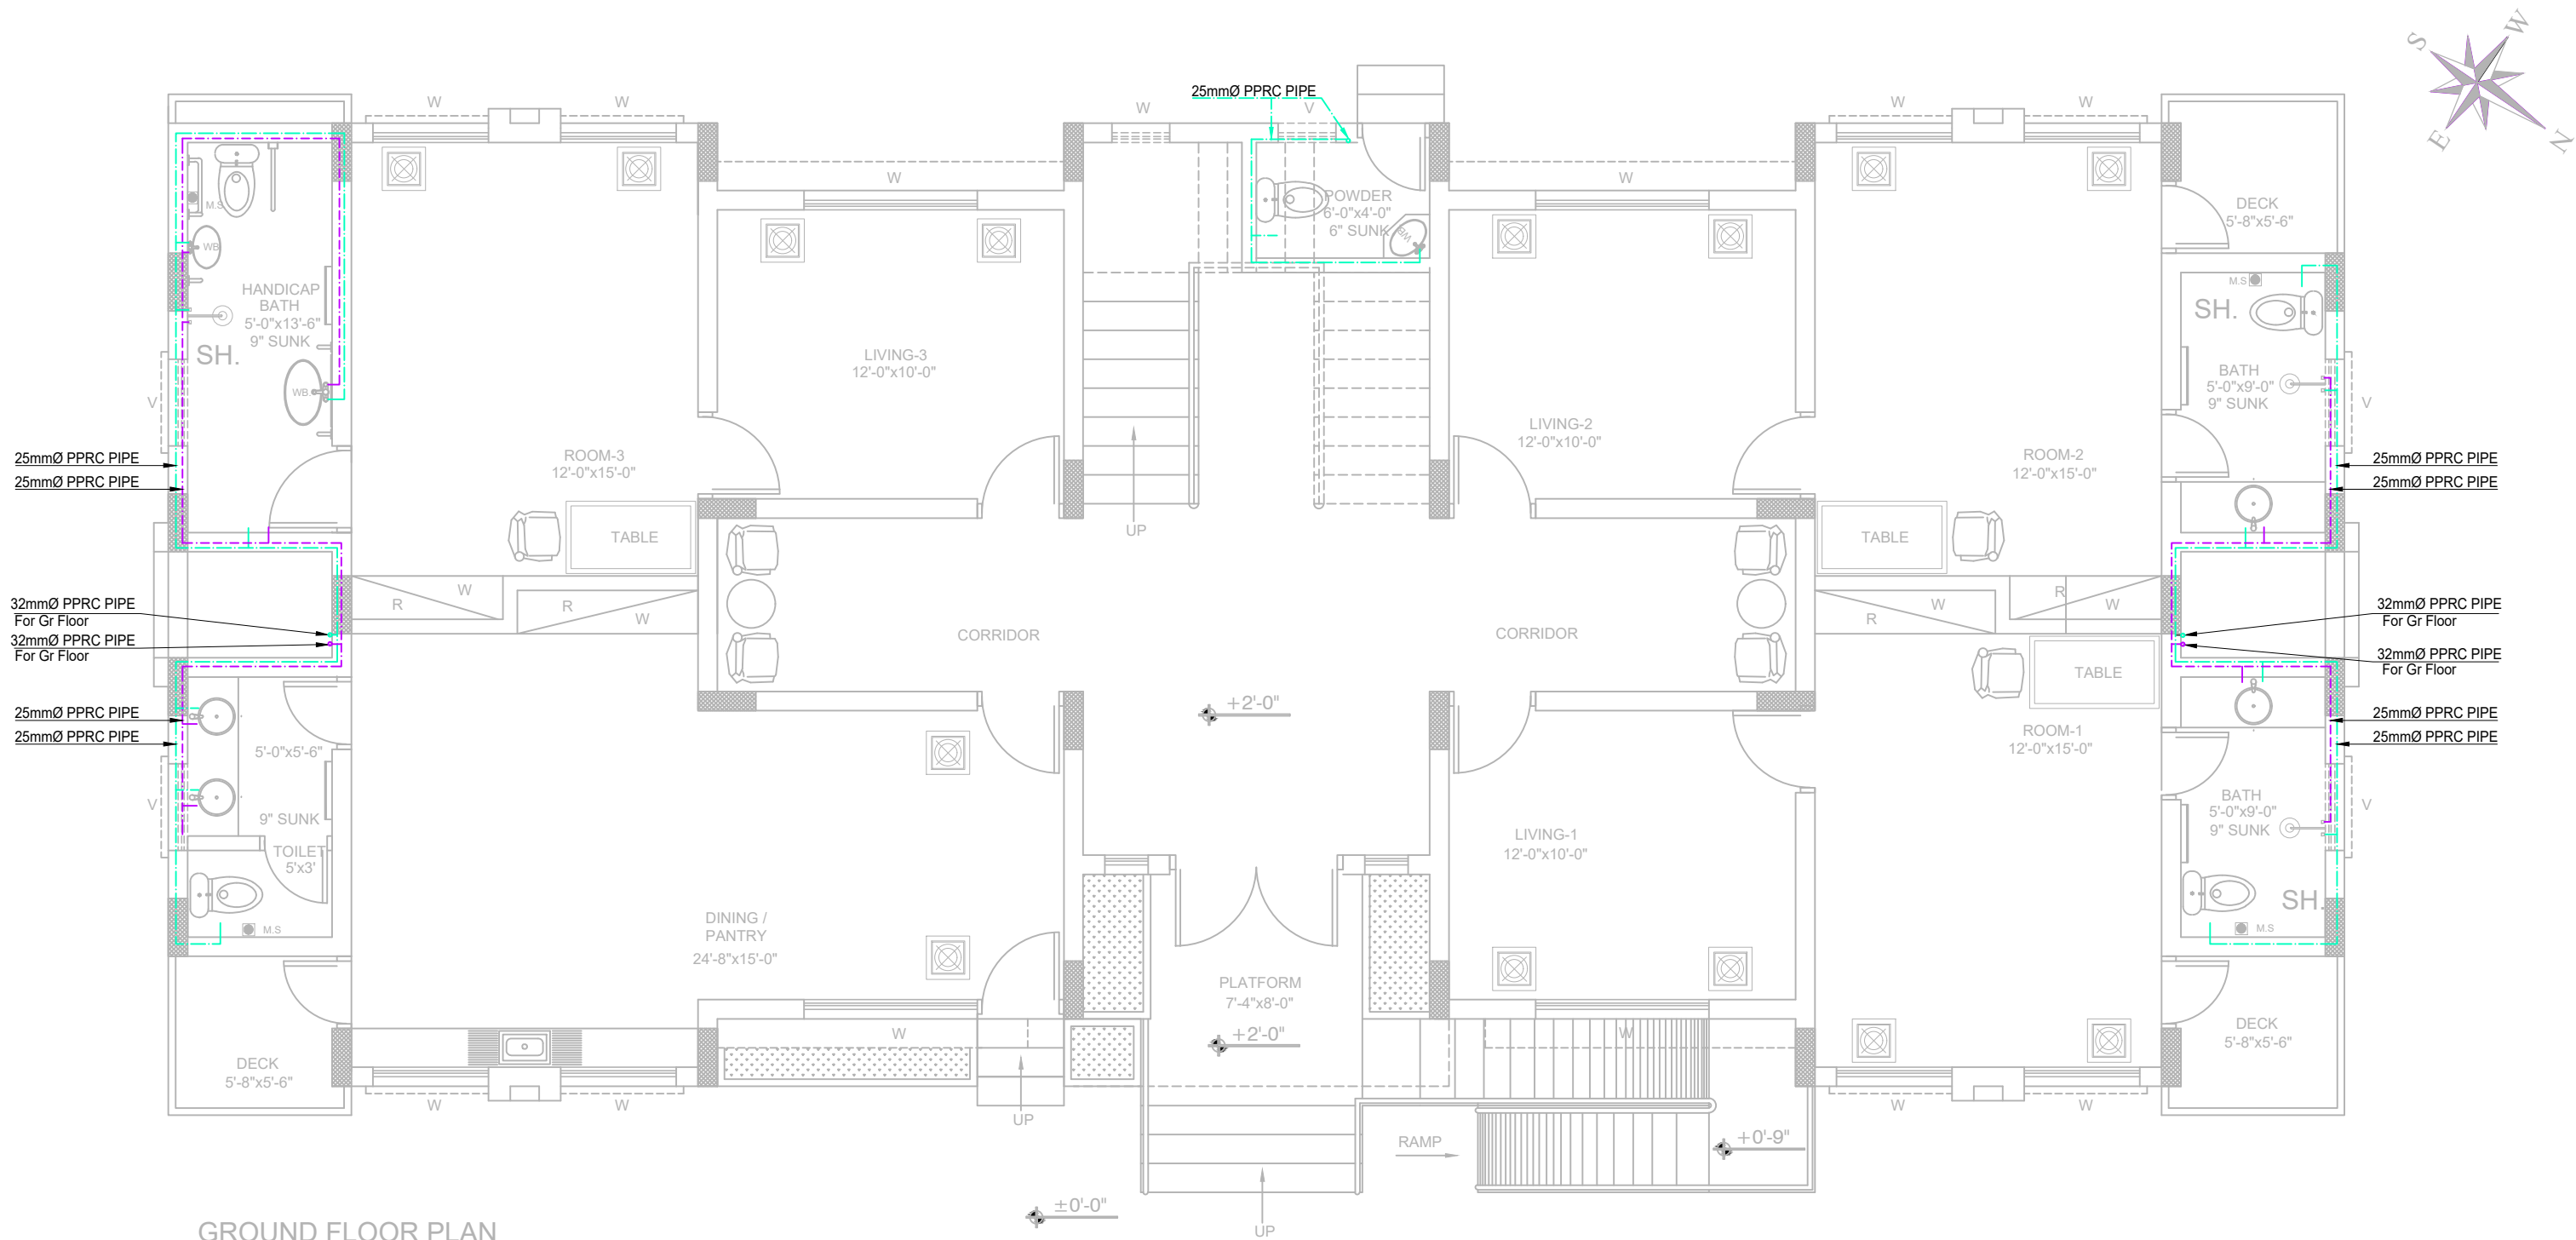 S
W
E
N
W
W
W
V
W
W
25mmØ PPRC PIPE
W
W
POWDER
6'-0"x4'-0"
6" SUNK
WB
DECK
5'-8"x5'-6"
M.S
WB
HANDICAP
BATH
5'-0"x13'-6"
9" SUNK
SH.
WB
V
M.S
SH.
BATH
5'-0"x9'-0"
9" SUNK
V
LIVING-3
12'-0"x10'-0"
LIVING-2
12'-0"x10'-0"
ROOM-3
12'-0"x15'-0"
ROOM-2
12'-0"x15'-0"
25mmØ PPRC PIPE
25mmØ PPRC PIPE
25mmØ PPRC PIPE
25mmØ PPRC PIPE
TABLE
UP
TABLE
W
R
R
W
W
R
R
W
32mmØ PPRC PIPE
For Gr Floor
32mmØ PPRC PIPE
For Gr Floor
32mmØ PPRC PIPE
For Gr Floor
32mmØ PPRC PIPE
For Gr Floor
CORRIDOR
CORRIDOR
TABLE
+2'-0"
25mmØ PPRC PIPE
25mmØ PPRC PIPE
25mmØ PPRC PIPE
25mmØ PPRC PIPE
5'-0"x5'-6"
9" SUNK
V
TOILET
5'x3'
M.S
ROOM-1
12'-0"x15'-0"
BATH
5'-0"x9'-0"
9" SUNK
V
SH.
M.S
LIVING-1
12'-0"x10'-0"
DINING /
PANTRY
24'-8"x15'-0"
PLATFORM
7'-4"x8'-0"
+2'-0"
W
W
DECK
5'-8"x5'-6"
DECK
5'-8"x5'-6"
W
W
W
W
UP
RAMP
+0'-9"
±0'-0"
UP
GROUND FLOOR PLAN